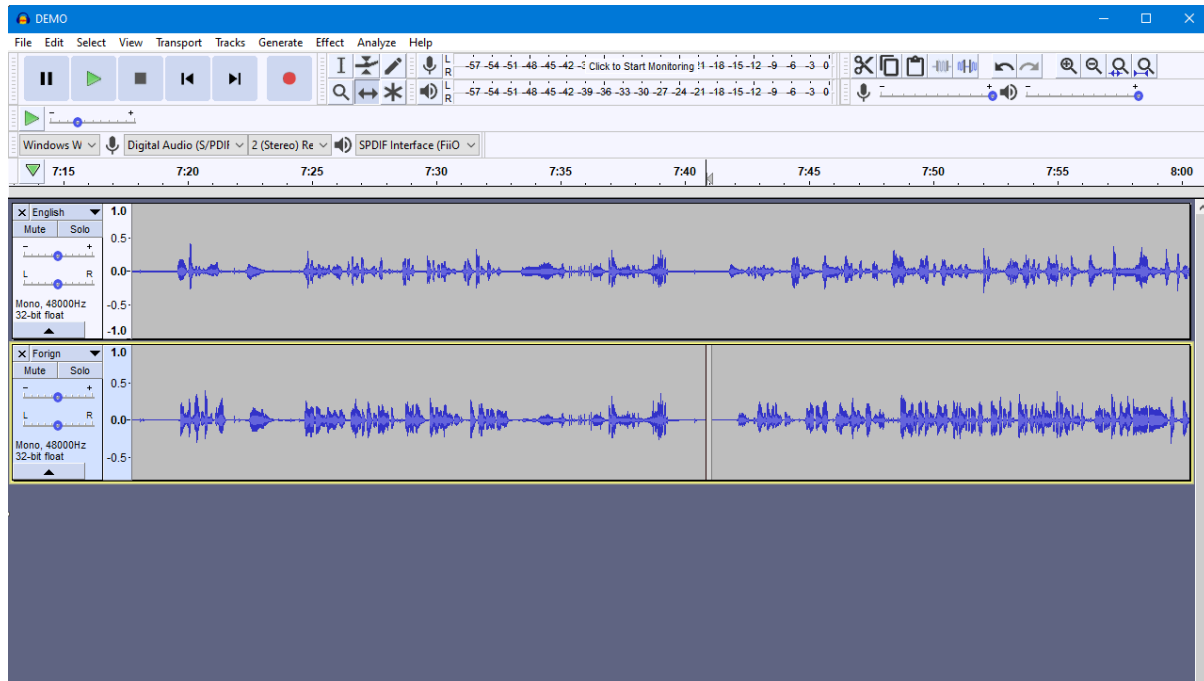 DEMO
File Edit Select View Transport Tracks Generate Effect Analyze Help
L
R
-57 -54 -51 -48 -45 -42 -3 Click to Start Monitoring !1 -18 -15 -12 -9 -6 -3 0
- +
- +
L
R
-57 -54 -51 -48 -45 -42 -39 -36 -33 -30 -27 -24 -21 -18 -15 -12 -9 -6 -3 0
- +
Windows W Digital Audio (S/PDIF 2 (Stereo) Re SPDIF Interface (FiiO
7:15 7:20 7:25 7:30 7:35 7:40 7:45 7:50 7:55 8:00
English 1.0
Mute Solo
0.5
- +
L R 0.0
Mono, 48000Hz -0.5
32-bit float
-1.0
Forign 1.0
Mute Solo
0.5
- +
L R 0.0
Mono, 48000Hz
32-bit float -0.5